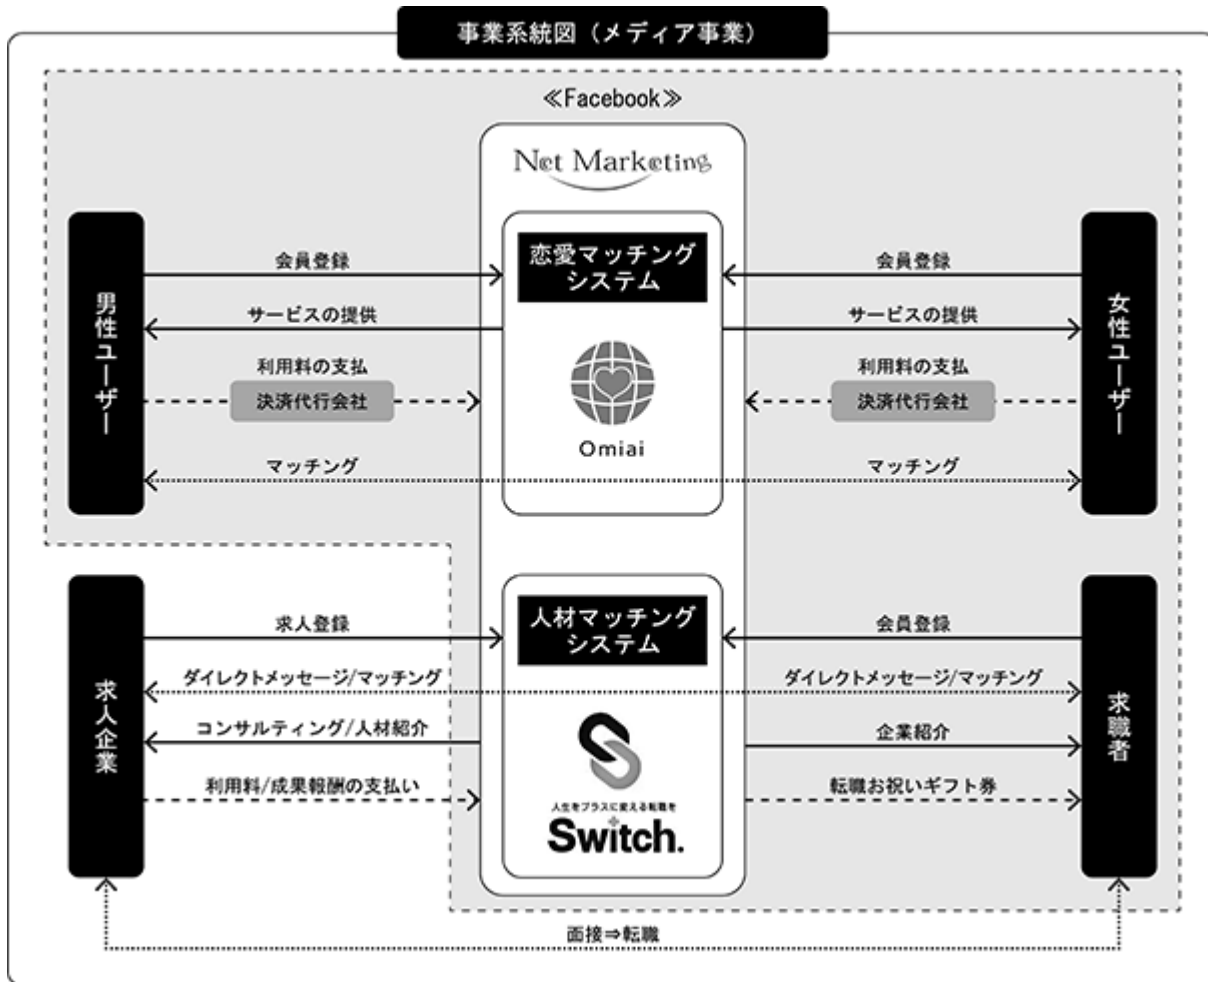 事業系統図（メディア事業）
≪Facebook≫
Net Marketing
男性ユーザー
会員登録
サービスの提供
利用料の支払
決済代行会社
マッチング
恋愛マッチング
システム
Omiai
会員登録
サービスの提供
利用料の支払
決済代行会社
マッチング
女性ユーザー
求人企業
求人登録
ダイレクトメッセージ/マッチング
コンサルティング/人材紹介
利用料/成果報酬の支払い
人材マッチング
システム
人生をプラスに変える転職を
Switch.
会員登録
ダイレクトメッセージ/マッチング
企業紹介
転職お祝いギフト券
求職者
面接⇒転職